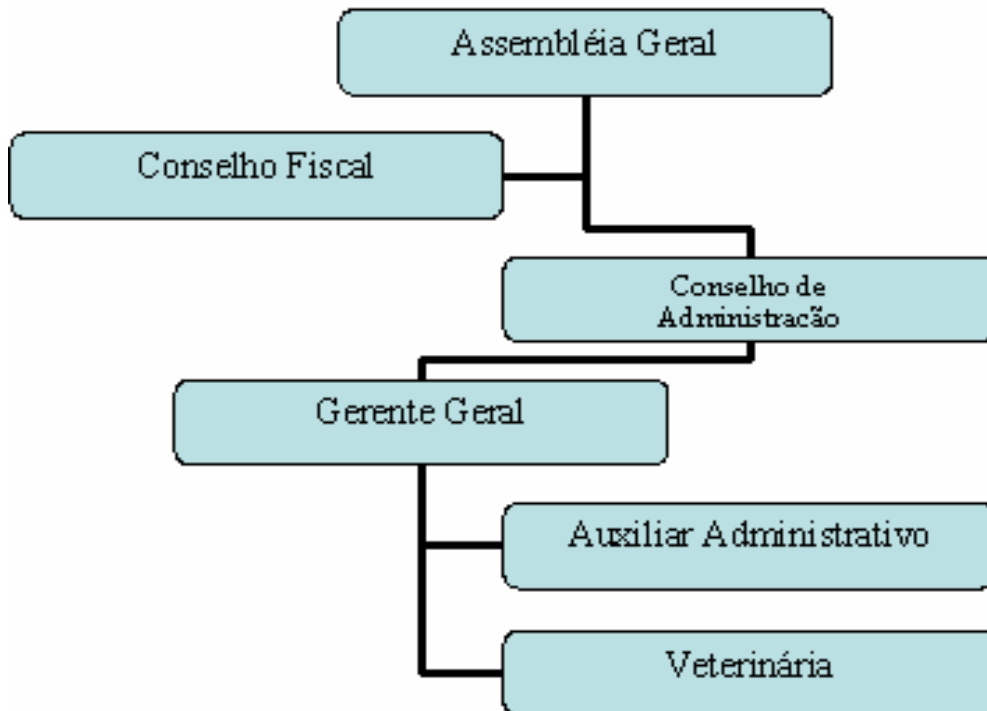 Assembléia Geral
Conselho Fiscal
Conselho de
Administracão
Gerente Geral
Auxiliar Administrativo
Veterinária